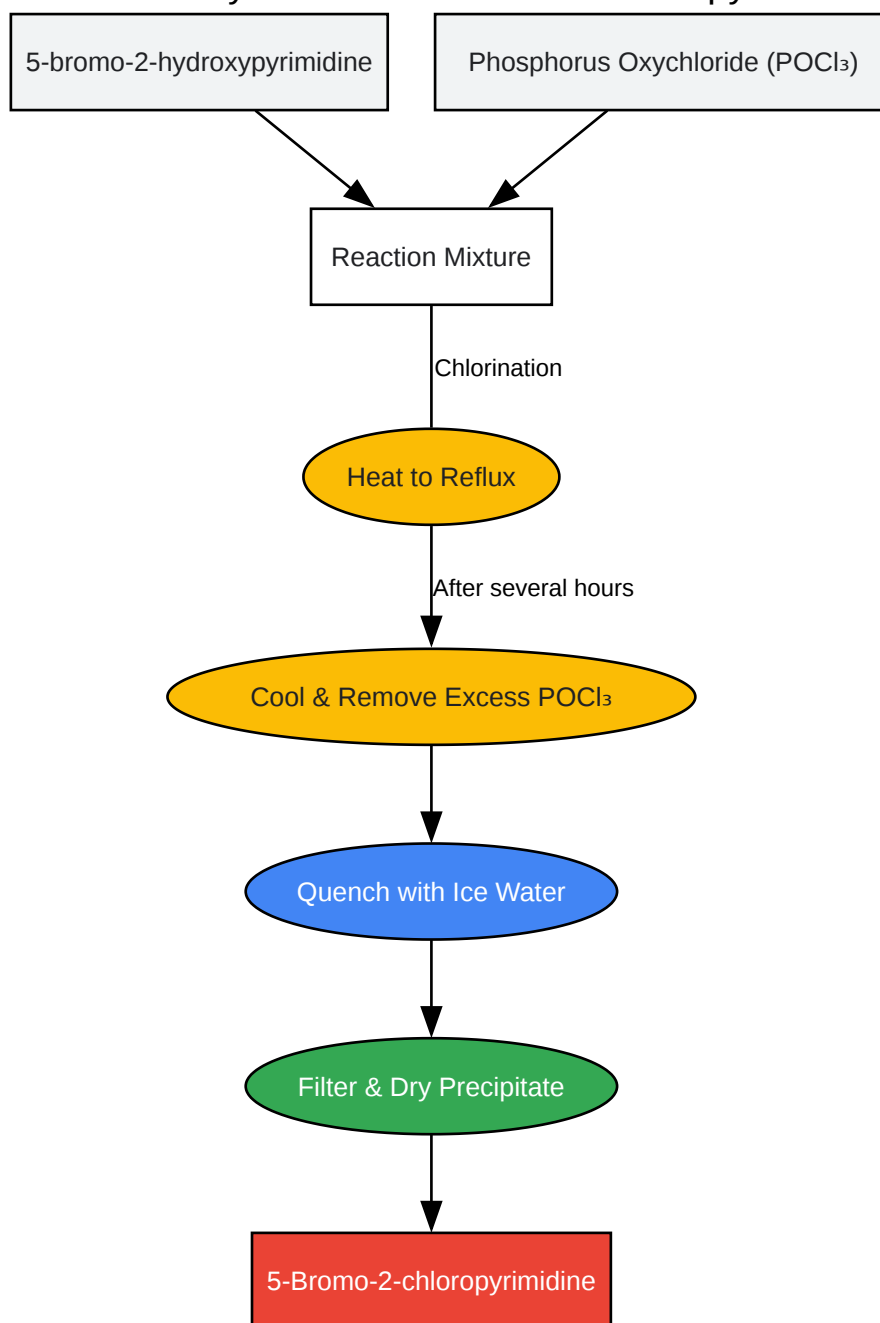 5-bromo-2-hydroxypyrimidine
Phosphorus Oxychloride (POCl₃)
Reaction Mixture
Chlorination
Heat to Reflux
After several hours
Cool & Remove Excess POCl₃
Quench with Ice Water
Filter & Dry Precipitate
5-Bromo-2-chloropyrimidine